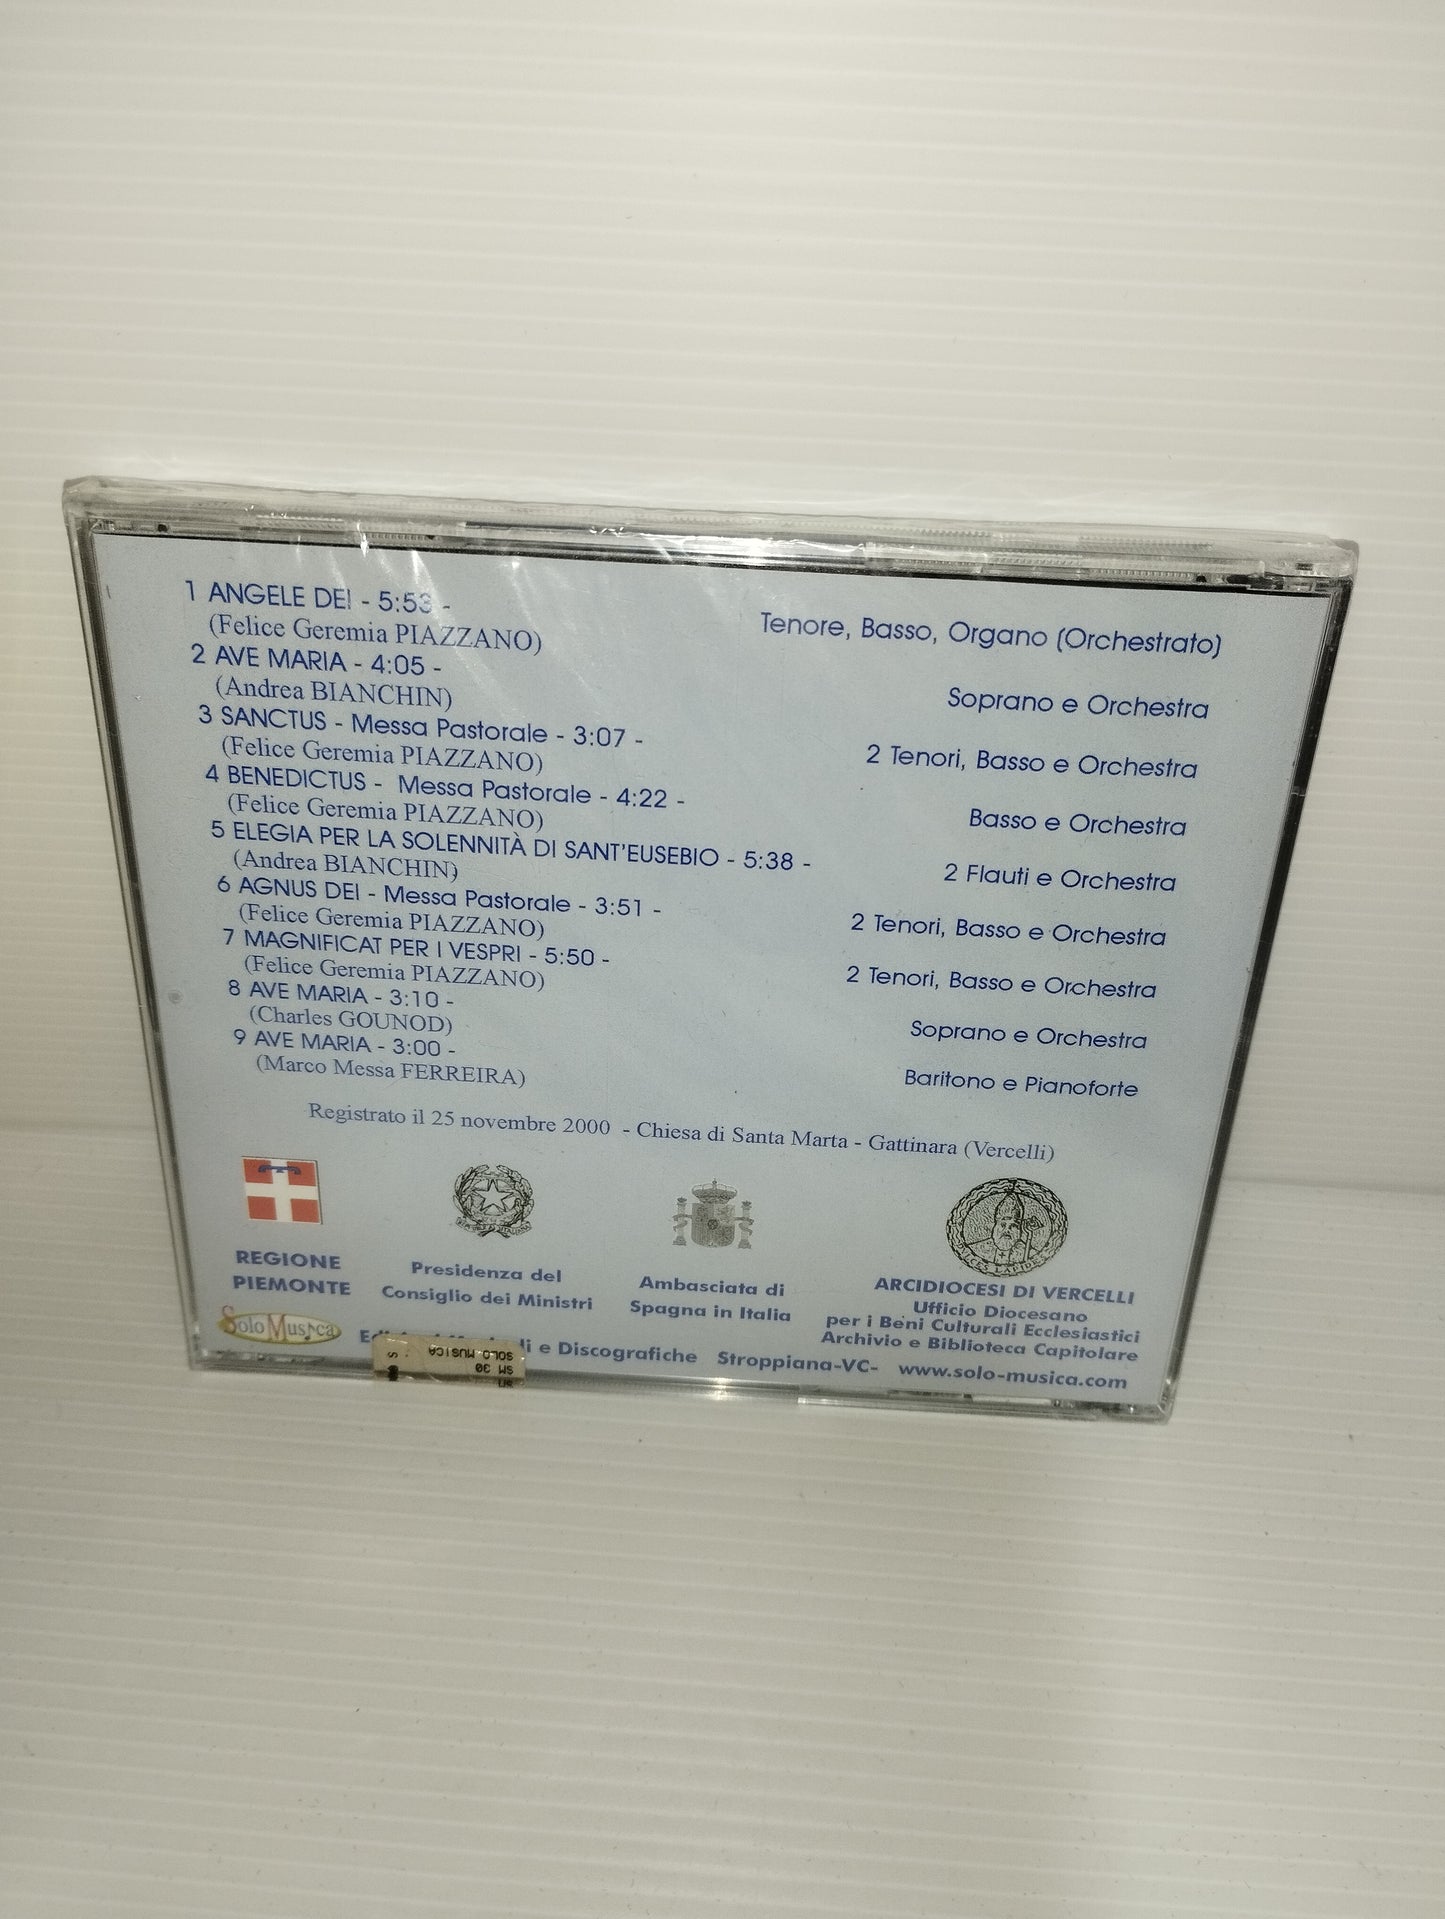 1 ANGELE DEI - 5:53 - Tenore, Basso, Organo (Orchestrato)
(Felice Geremia PIAZZANO)
2 AVE MARIA - 4:05 - Soprano e Orchestra
(Andrea BIANCHIN)
3 SANCTUS - Messa Pastorale - 3:07 - 2 Tenori, Basso e Orchestra
(Felice Geremia PIAZZANO)
4 BENEDICTUS - Messa Pastorale - 4:22 - Basso e Orchestra
(Felice Geremia PIAZZANO)
5 ELEGIA PER LA SOLENNITÀ DI SANT'EUSEBIO - 5:38 - 2 Flauti e Orchestra
(Andrea BIANCHIN)
6 AGNUS DEI - Messa Pastorale - 3:51 - 2 Tenori, Basso e Orchestra
(Felice Geremia PIAZZANO)
7 MAGNIFICAT PER I VESPRI - 5:50 - 2 Tenori, Basso e Orchestra
(Felice Geremia PIAZZANO)
8 AVE MARIA - 3:10 - Soprano e Orchestra
(Charles GOUNOD)
9 AVE MARIA - 3:00 - Baritono e Pianoforte
(Marco Messa FERREIRA)
Registrato il 25 novembre 2000 - Chiesa di Santa Marta - Gattinara (Vercelli)
REGIONE
PIEMONTE
Presidenza del
Consiglio dei Ministri
Ambasciata di
Spagna in Italia
ARCIDIOCESI DI VERCELLI
Ufficio Diocesano
per i Beni Culturali Ecclesiastici
Archivio e Biblioteca Capitolare
Solo Musica
e Discografiche Stroppiana-VC- www.solo-musica.com
SOLO MUSICA
SM 30